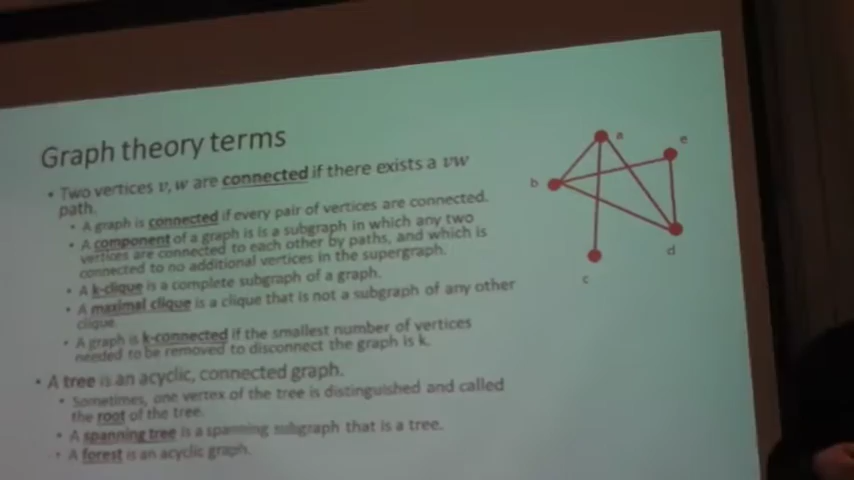 Graph theory terms
• Two vertices v, w are connected if there exists a vw
path.
• A graph is connected if every pair of vertices are connected.
• A component of a graph is is a subgraph in which any two
vertices are connected to each other by paths, and which is
connected to no additional vertices in the supergraph.
• A k-clique is a complete subgraph of a graph.
• A maximal clique is a clique that is not a subgraph of any other
clique.
• A graph is k-connected if the smallest number of vertices
needed to be removed to disconnect the graph is k.
• A tree is an acyclic, connected graph.
• Sometimes, one vertex of the tree is distinguished and called
the root of the tree.
• A spanning tree is a spanning subgraph that is a tree.
• A forest is an acyclic graph.
a
e
b
d
c